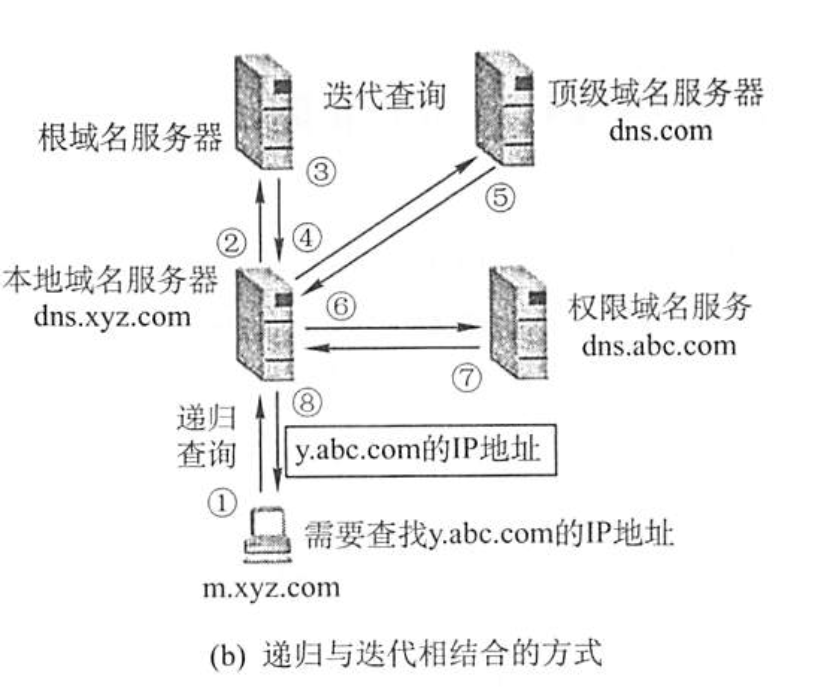 迭代查询
顶级域名服务器
dns.com
根域名服务器
③
⑤
②
④
本地域名服务器
dns.xyz.com
⑥
权限域名服务
dns.abc.com
⑦
递归
查询
⑧
y.abc.com的IP地址
①
需要查找y.abc.com的IP地址
m.xyz.com
(b) 递归与迭代相结合的方式